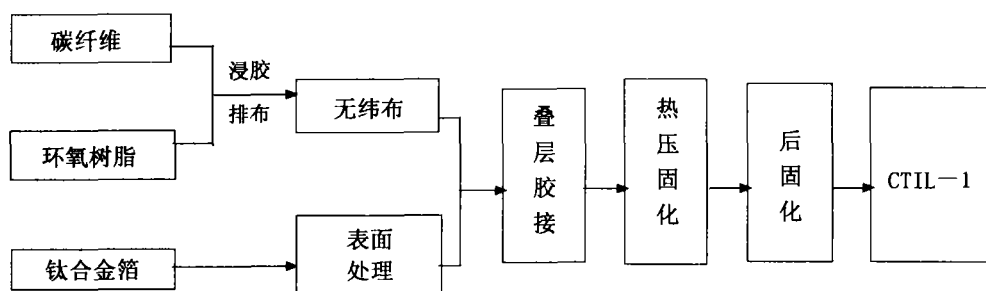 碳纤维
浸胶
排布
环氧树脂
无纬布
钛合金箔
表面
处理
叠层胶接
热压固化
后固化
CTIL－1